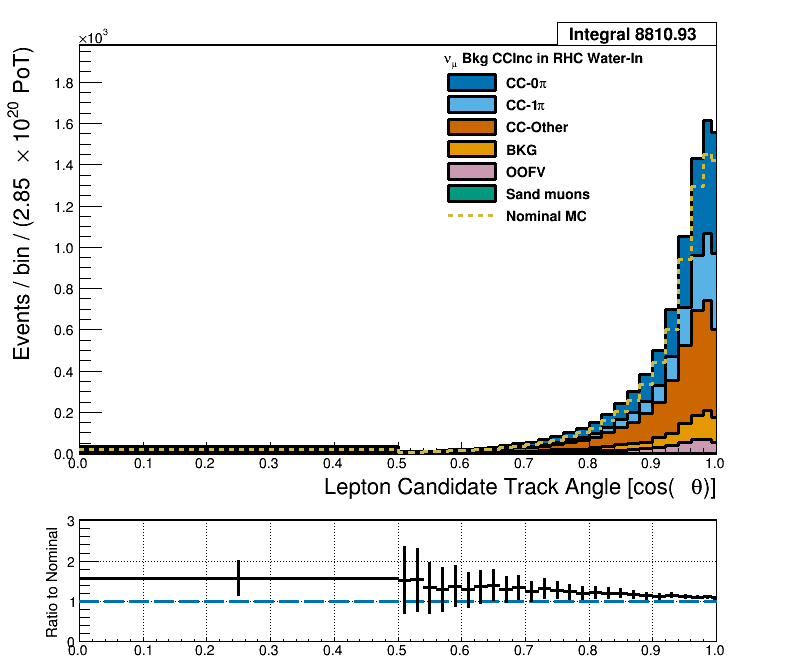 Integral 8810.93
×10³
νμ Bkg CCInc in RHC Water-In
CC-0π
CC-1π
CC-Other
BKG
OOFV
Sand muons
Nominal MC
Events / bin / (2.85 × 10²⁰ PoT)
1.8
1.6
1.4
1.2
1.0
0.8
0.6
0.4
0.2
0.0
0.0 0.1 0.2 0.3 0.4 0.5 0.6 0.7 0.8 0.9 1.0
Lepton Candidate Track Angle [cos( θ)]
Ratio to Nominal
3
2
1
0
0.0 0.1 0.2 0.3 0.4 0.5 0.6 0.7 0.8 0.9 1.0